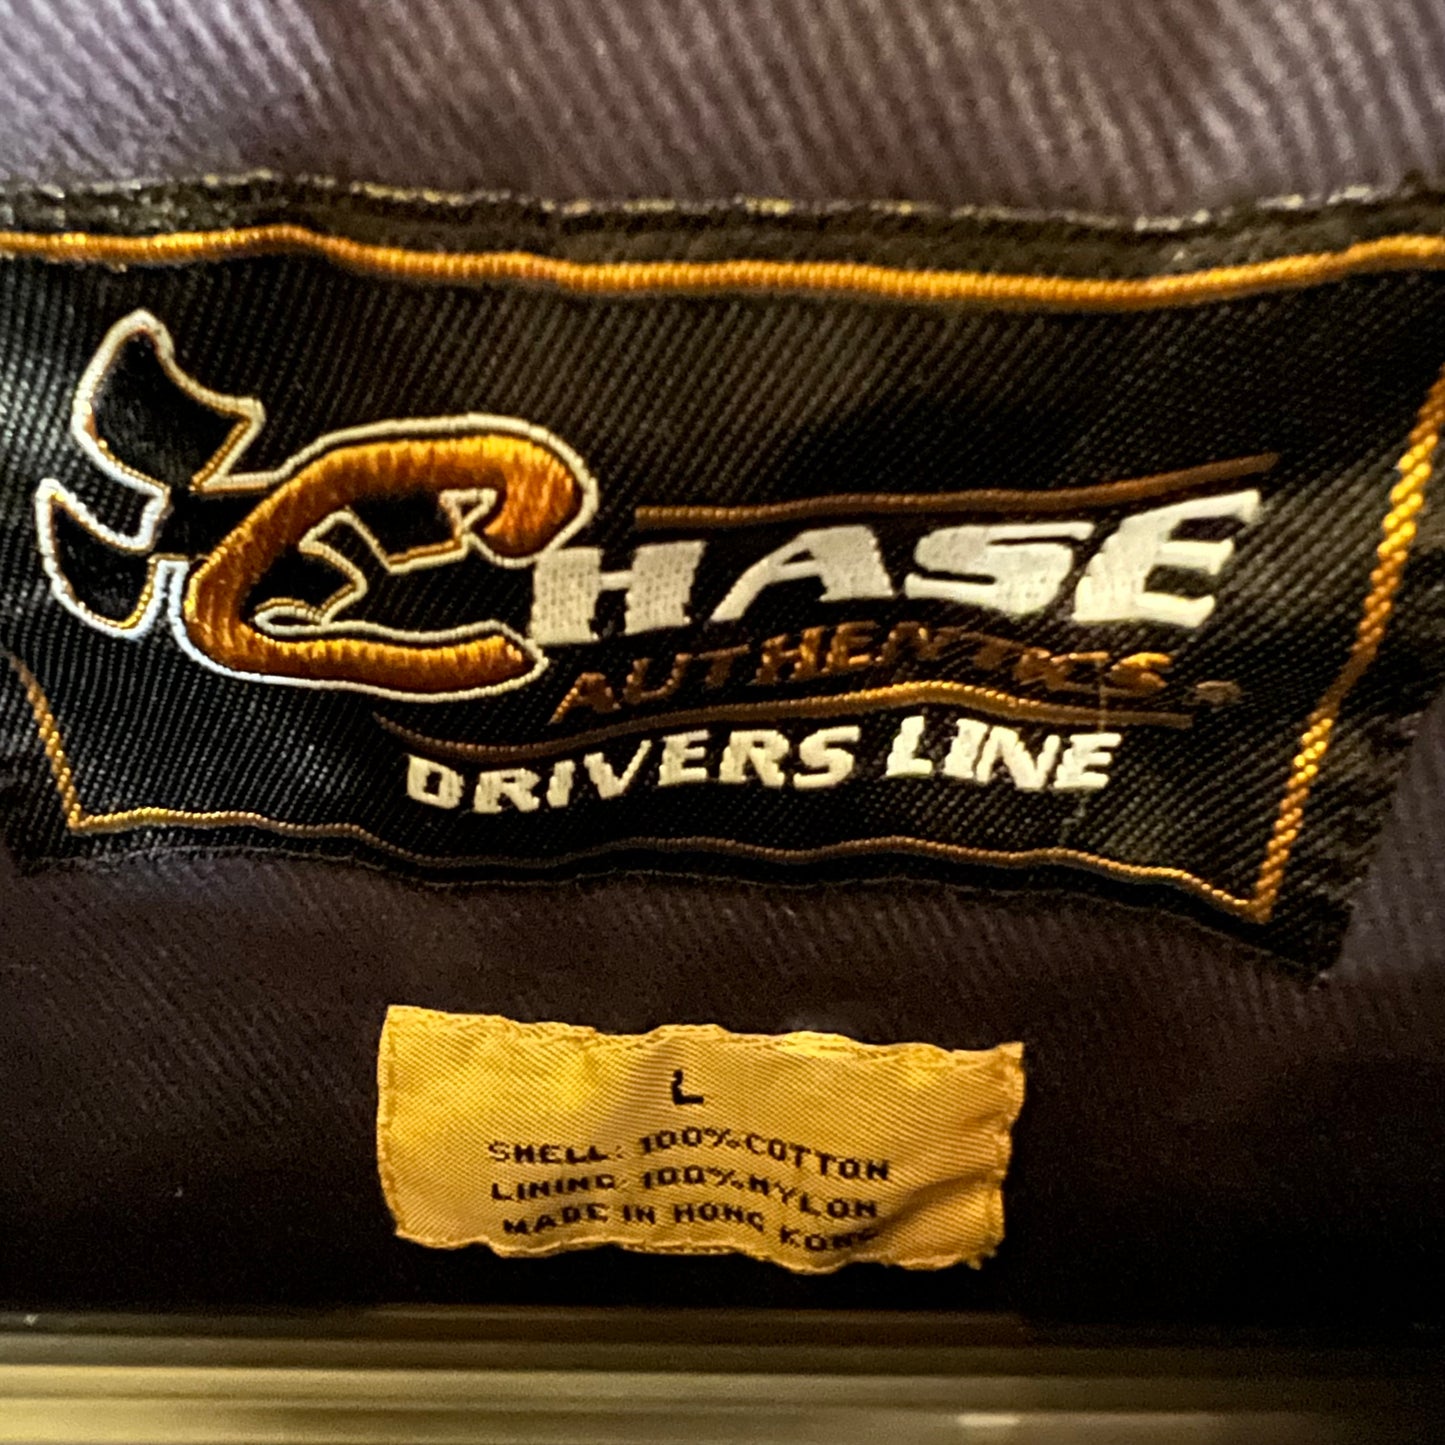 CHASE
AUTHENTICS ®
DRIVERS LINE
L
SHELL: 100% COTTON
LINING: 100% NYLON
MADE IN HONG KONG